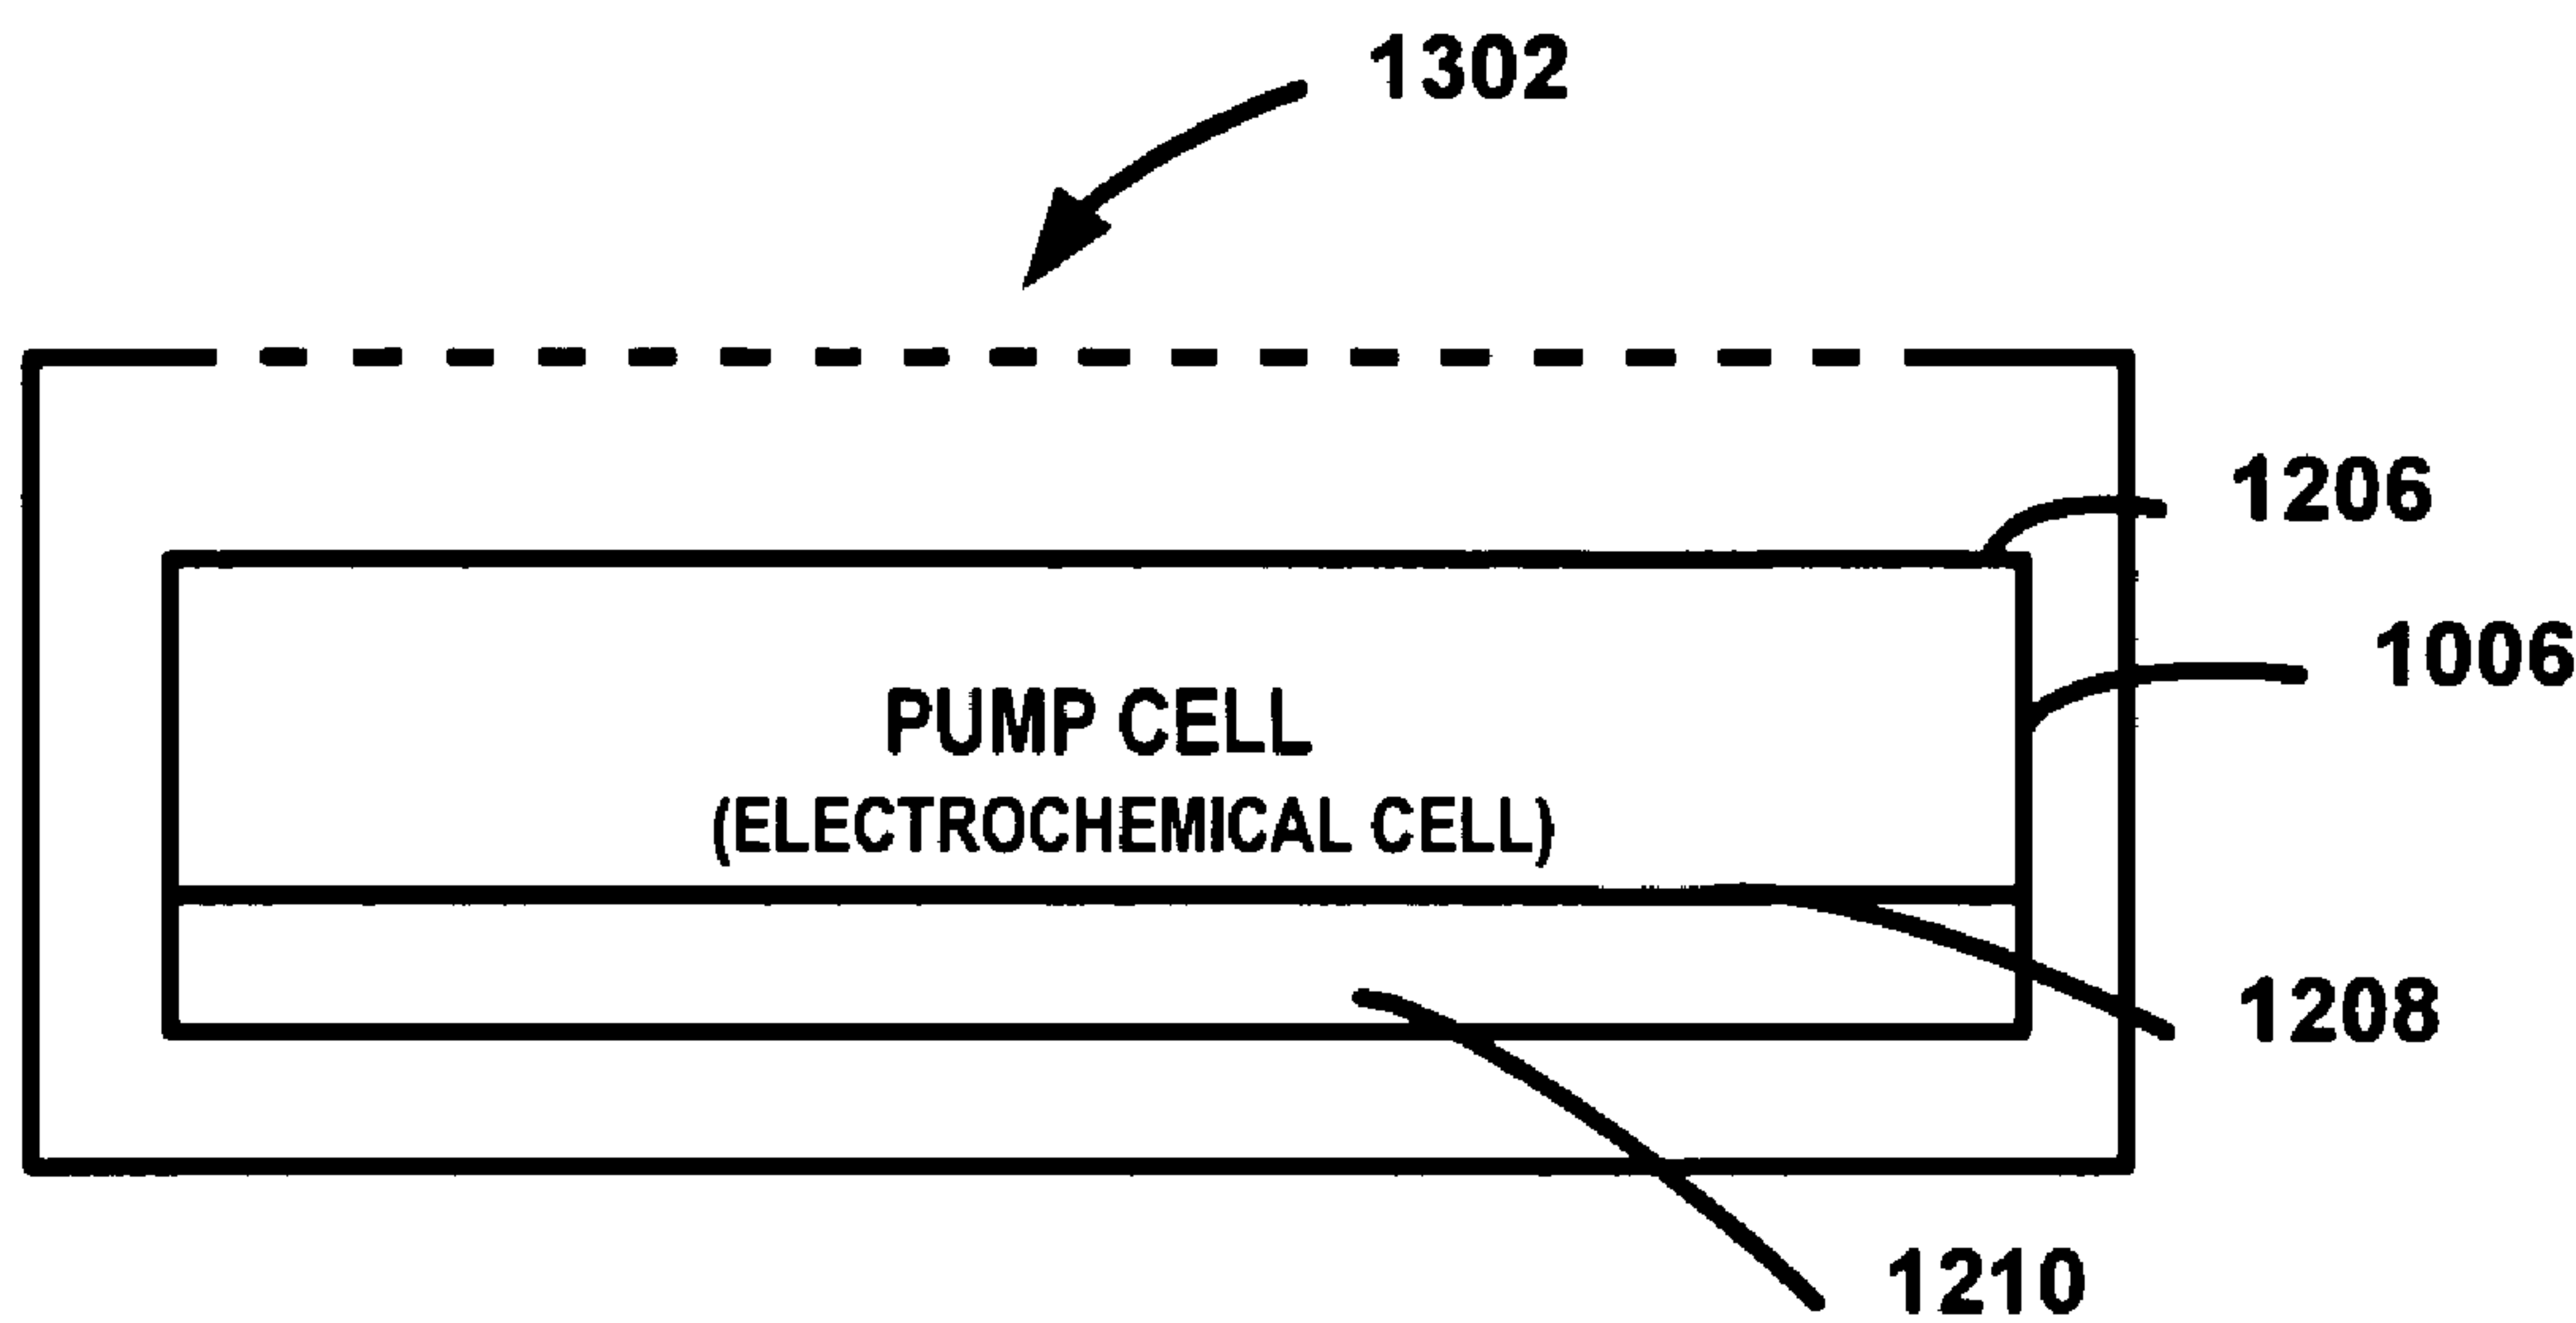 1302
1206
1006
PUMP CELL
(ELECTROCHEMICAL CELL)
1208
1210